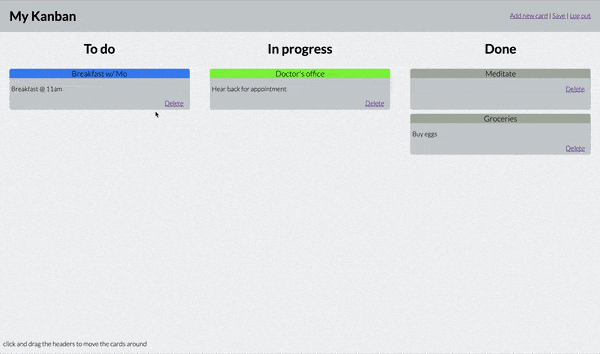 My Kanban
Add new card | Save | Log out
To do
Breakfast w/ Mo
Breakfast @ 11am
Delete
In progress
Doctor's office
Hear back for appointment
Delete
Done
Meditate
Delete
Groceries
Buy eggs
Delete
click and drag the headers to move the cards around